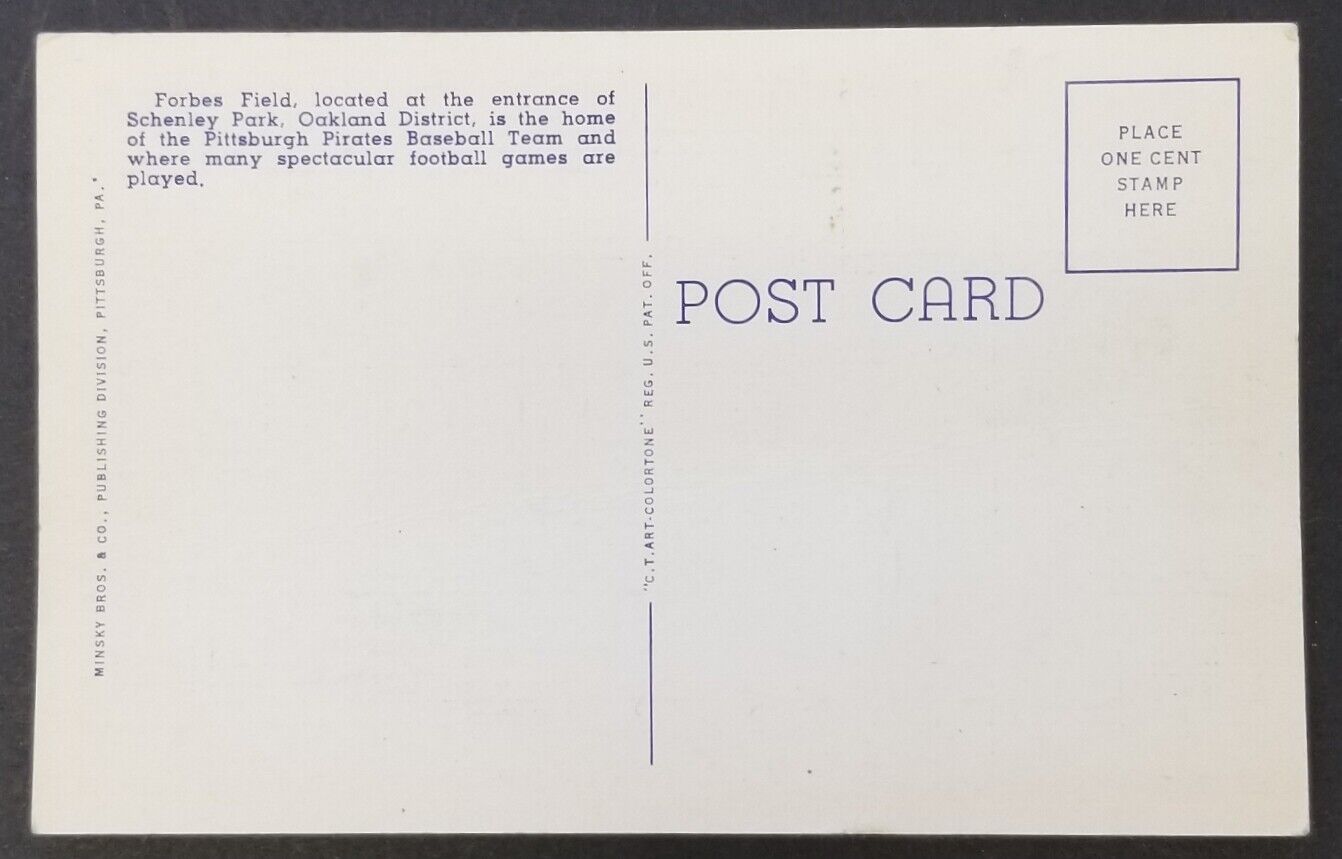 Forbes Field, located at the entrance of
Schenley Park, Oakland District, is the home
of the Pittsburgh Pirates Baseball Team and
where many spectacular football games are
played.
MINSKY BROS. & CO., PUBLISHING DIVISION, PITTSBURGH, PA."
"C.T. ART-COLORTONE" REG. U.S. PAT. OFF.
POST CARD
PLACE
ONE CENT
STAMP
HERE